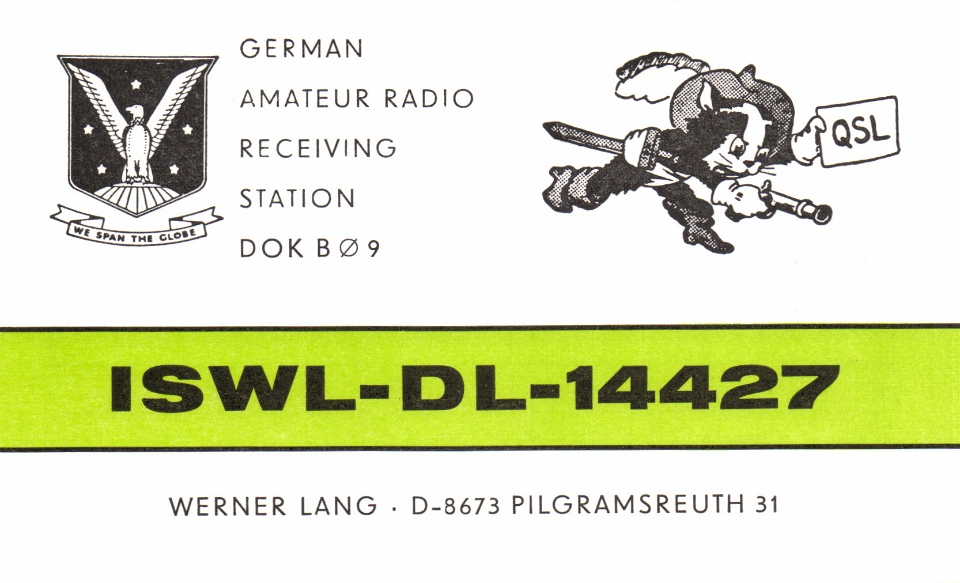 GERMAN
AMATEUR RADIO
RECEIVING
STATION
DOK B Ø 9
WE SPAN THE GLOBE
QSL
ISWL-DL-14427
WERNER LANG · D-8673 PILGRAMSREUTH 31